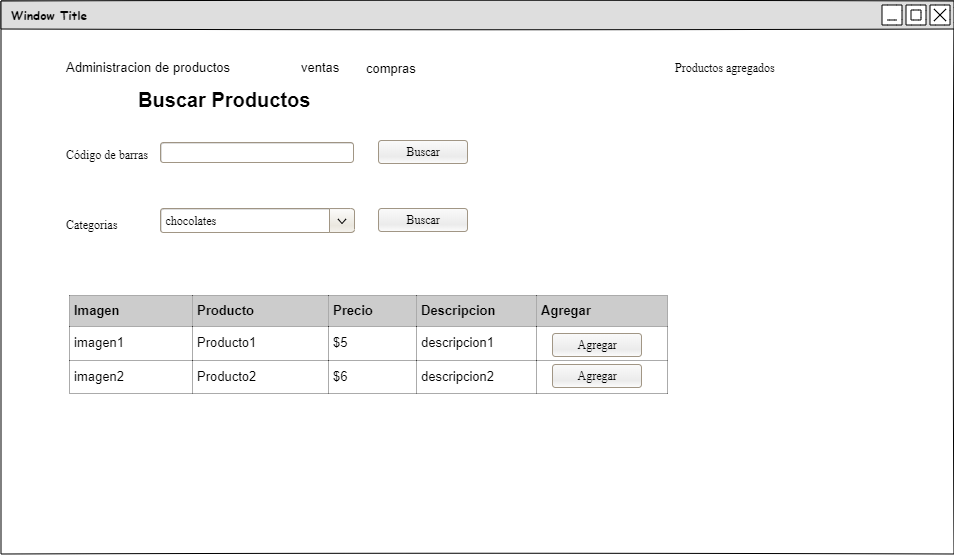 Window Title
Administracion de productos ventas compras Productos agregados
Buscar Productos
Código de barras Buscar
Categorias chocolates Buscar
Imagen Producto Precio Descripcion Agregar
imagen1 Producto1 $5 descripcion1 Agregar
imagen2 Producto2 $6 descripcion2 Agregar